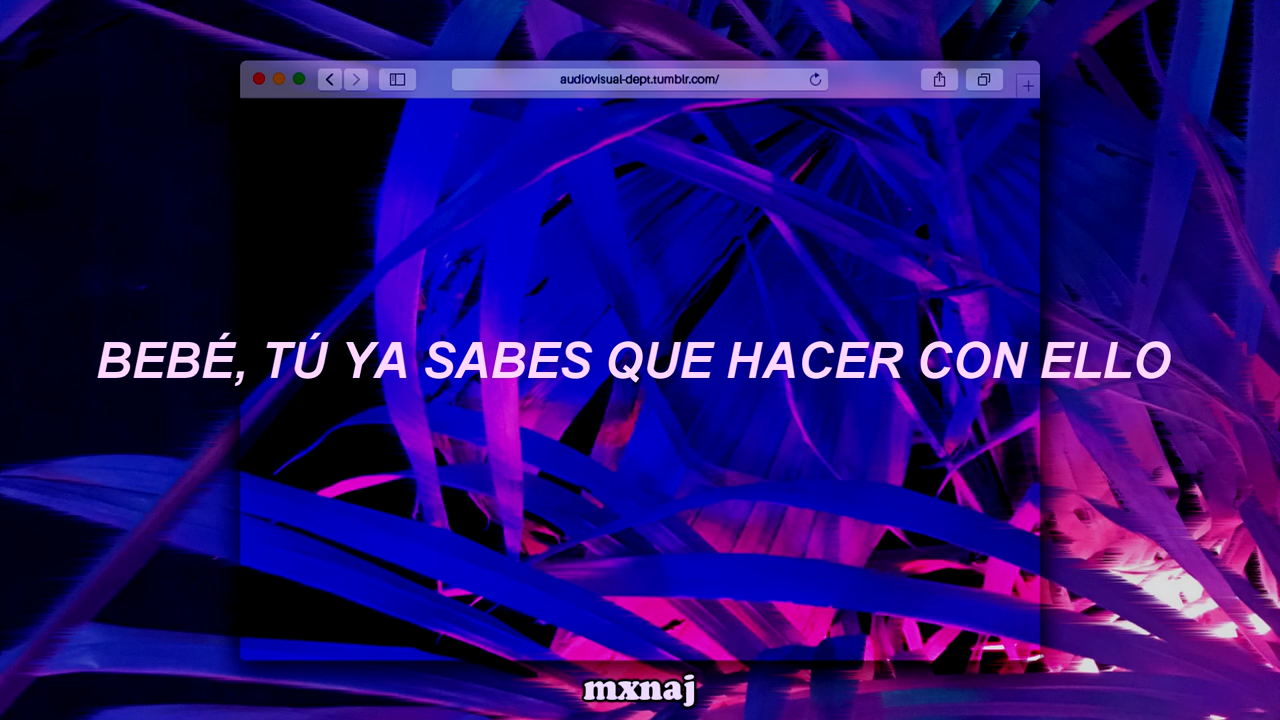 audiovisual-dept.tumblr.com/
BEBÉ, TÚ YA SABES QUE HACER CON ELLO
mxnaj